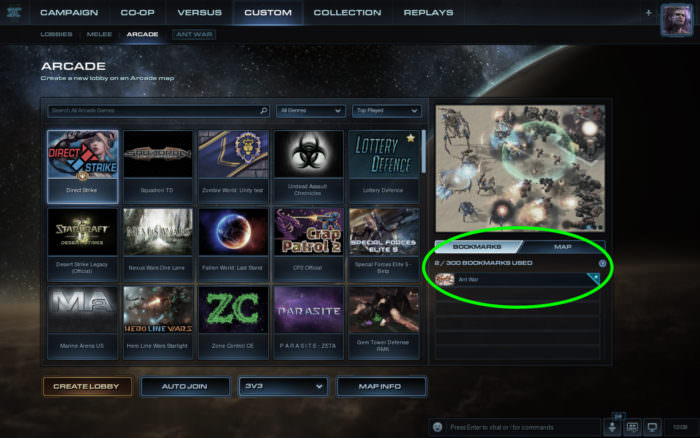 CAMPAIGN CO-OP VERSUS CUSTOM COLLECTION REPLAYS
LOBBIES MELEE ARCADE ANT WAR
ARCADE
Create a new lobby on an Arcade map
Search All Arcade Games All Genres Top Played
DIRECT STRIKE
SQUADRON
LOTTERY DEFENCE
Direct Strike Squadron TD Zombie World: Unity test Undead Assault Chronicles Lottery Defence
STARCRAFT II
DESERT STRIKE
NEXUS WARS
Crap Patrol 2
SPECIAL FORCES ELITE 5
Desert Strike Legacy (Official) Nexus Wars One Lane Fallen World: Last Stand CP2 Official Special Forces Elite 5 -
BOOKMARKS MAP
2 / 300 BOOKMARKS USED
Ant War
MA
HERO LINE WARS
ZC
PARASITE
Marine Arena US Hero Line Wars Starlight Zone Control CE P A R A S I T E - ZETA Gem Tower Defense RMK
CREATE LOBBY AUTO JOIN 3V3 MAP INFO
Press Enter to chat or / for commands